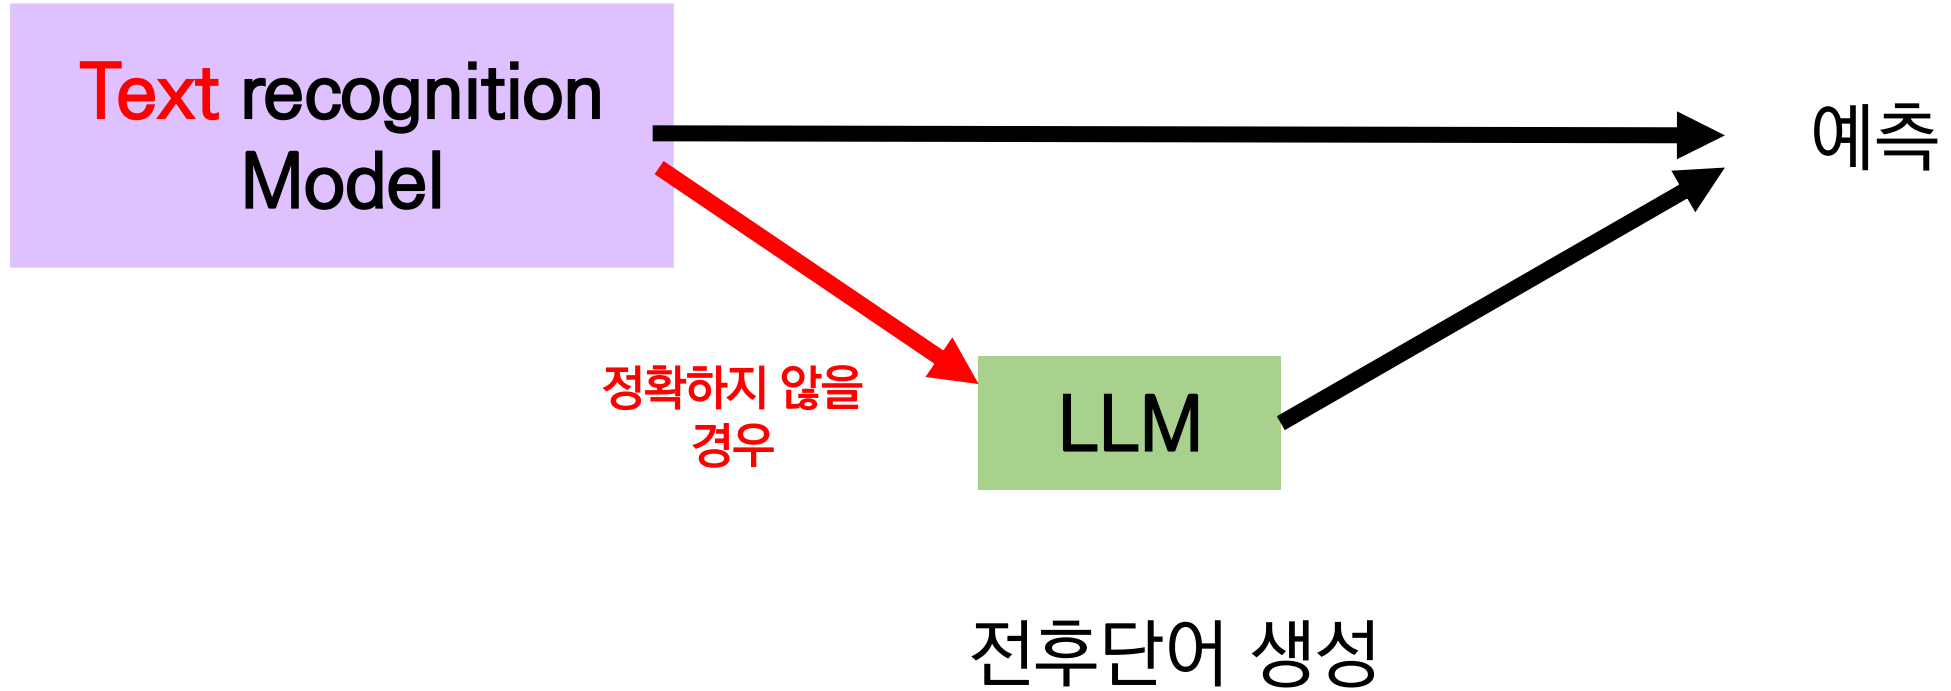 Text recognition
Model
예측
정확하지 않을
경우
LLM
전후단어 생성